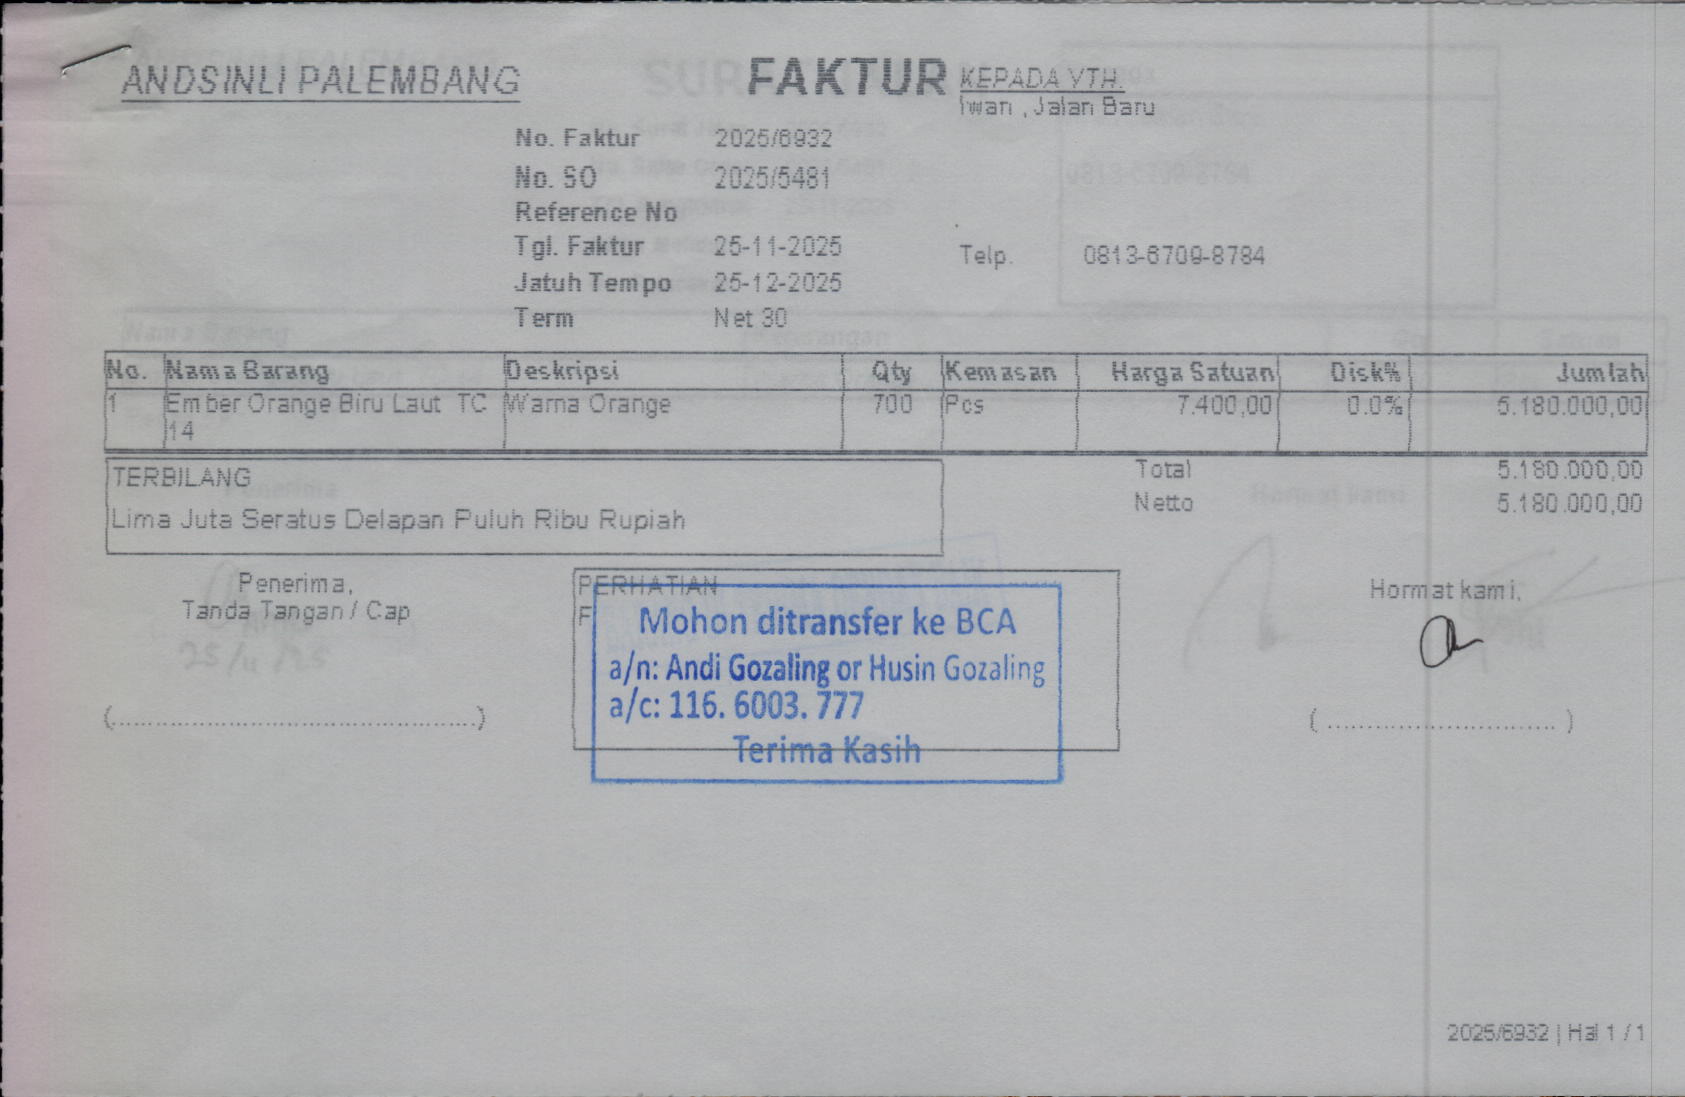 ANDSINLI PALEMBANG
FAKTUR
KEPADA YTH.
Iwan , Jalan Baru
No. Faktur 2025/6932
No. SO 2025/5481
Reference No
Tgl. Faktur 25-11-2025
Telp. 0813-6709-8784
Jatuh Tempo 25-12-2025
Term Net 30
No. Nama Barang Deskripsi Qty Kemasan Harga Satuan Disk% Jumlah
1 Ember Orange Biru Laut TC Warna Orange 700 Pcs 7.400,00 0.0% 5.180.000,00
14
TERBILANG
Total 5.180.000,00
Netto 5.180.000,00
Lima Juta Seratus Delapan Puluh Ribu Rupiah
Penerima,
Tanda Tangan / Cap
PERHATIAN
F
Mohon ditransfer ke BCA
a/n: Andi Gozaling or Husin Gozaling
a/c: 116. 6003. 777
Terima Kasih
Hormat kami,
(................................................)
( ............................. )
25/11/25
2025/6932 | Hal 1 / 1